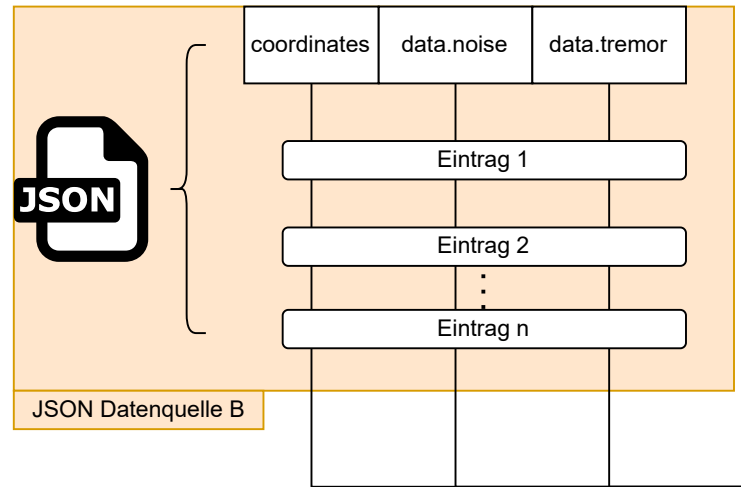 coordinates
data.noise
data.tremor
JSON
Eintrag 1
Eintrag 2
Eintrag n
JSON Datenquelle B